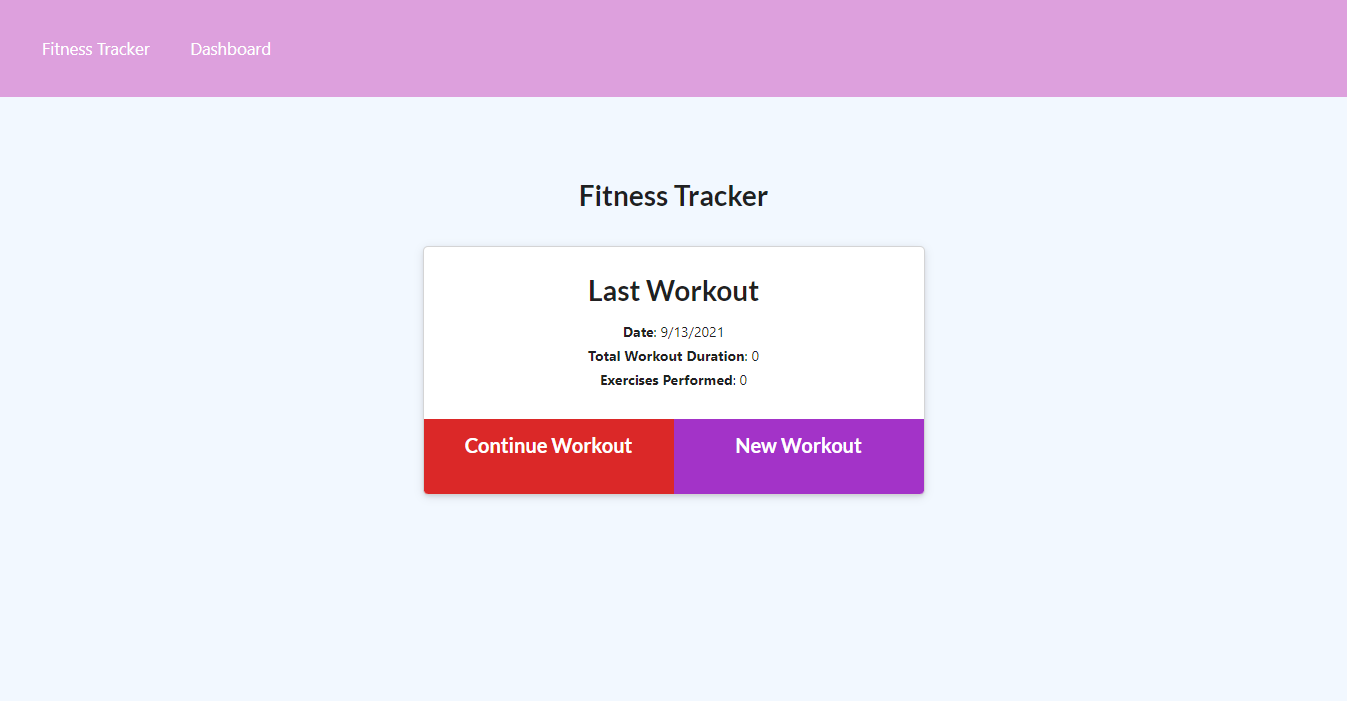 Fitness Tracker Dashboard
Fitness Tracker
Last Workout
Date: 9/13/2021
Total Workout Duration: 0
Exercises Performed: 0
Continue Workout New Workout